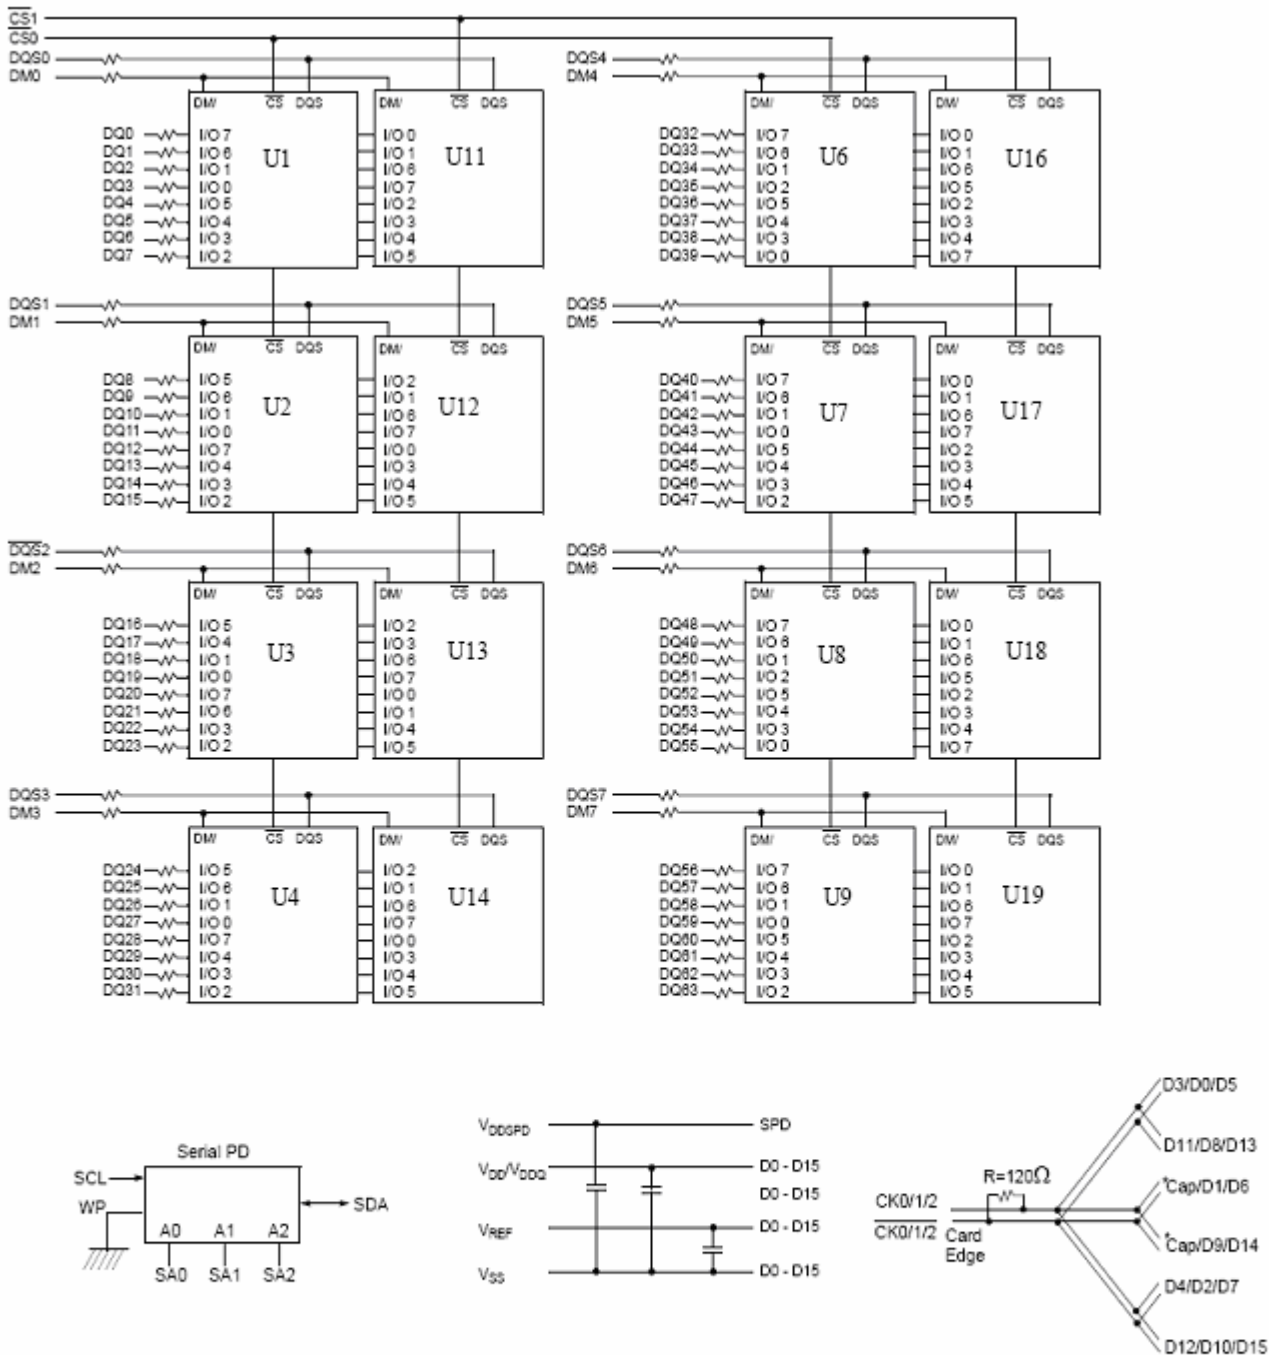 CS1
CS0
DQS0 DQS4
DM0 DM4
DM/ CS DQS DM/ CS DQS DM/ CS DQS DM/ CS DQS
DQ0 I/O 7 I/O 0 DQ32 I/O 7 I/O 0
DQ1 I/O 6 U1 I/O 1 U11 DQ33 I/O 6 U6 I/O 1 U16
DQ2 I/O 1 I/O 6 DQ34 I/O 1 I/O 6
DQ3 I/O 0 I/O 7 DQ35 I/O 2 I/O 5
DQ4 I/O 5 I/O 2 DQ36 I/O 5 I/O 2
DQ5 I/O 4 I/O 3 DQ37 I/O 4 I/O 3
DQ6 I/O 3 I/O 4 DQ38 I/O 3 I/O 4
DQ7 I/O 2 I/O 5 DQ39 I/O 0 I/O 7
DQS1 DQS5
DM1 DM5
DM/ CS DQS DM/ CS DQS DM/ CS DQS DM/ CS DQS
DQ8 I/O 5 I/O 2 DQ40 I/O 7 I/O 0
DQ9 I/O 6 U2 I/O 1 U12 DQ41 I/O 6 U7 I/O 1 U17
DQ10 I/O 1 I/O 6 DQ42 I/O 1 I/O 6
DQ11 I/O 0 I/O 7 DQ43 I/O 0 I/O 7
DQ12 I/O 7 I/O 0 DQ44 I/O 5 I/O 2
DQ13 I/O 4 I/O 3 DQ45 I/O 4 I/O 3
DQ14 I/O 3 I/O 4 DQ46 I/O 3 I/O 4
DQ15 I/O 2 I/O 5 DQ47 I/O 2 I/O 5
DQS2 DQS6
DM2 DM6
DM/ CS DQS DM/ CS DQS DM/ CS DQS DM/ CS DQS
DQ16 I/O 5 I/O 2 DQ48 I/O 7 I/O 0
DQ17 I/O 4 U3 I/O 3 U13 DQ49 I/O 6 U8 I/O 1 U18
DQ18 I/O 1 I/O 6 DQ50 I/O 1 I/O 6
DQ19 I/O 0 I/O 7 DQ51 I/O 2 I/O 5
DQ20 I/O 7 I/O 0 DQ52 I/O 5 I/O 2
DQ21 I/O 6 I/O 1 DQ53 I/O 4 I/O 3
DQ22 I/O 3 I/O 4 DQ54 I/O 3 I/O 4
DQ23 I/O 2 I/O 5 DQ55 I/O 0 I/O 7
DQS3 DQS7
DM3 DM7
DM/ CS DQS DM/ CS DQS DM/ CS DQS DM/ CS DQS
DQ24 I/O 5 I/O 2 DQ56 I/O 7 I/O 0
DQ25 I/O 6 U4 I/O 1 U14 DQ57 I/O 6 U9 I/O 1 U19
DQ26 I/O 1 I/O 6 DQ58 I/O 1 I/O 6
DQ27 I/O 0 I/O 7 DQ59 I/O 0 I/O 7
DQ28 I/O 7 I/O 0 DQ60 I/O 5 I/O 2
DQ29 I/O 4 I/O 3 DQ61 I/O 4 I/O 3
DQ30 I/O 3 I/O 4 DQ62 I/O 3 I/O 4
DQ31 I/O 2 I/O 5 DQ63 I/O 2 I/O 5
Serial PD
SCL
WP
SDA
A0 A1 A2
SA0 SA1 SA2
VDDSPD SPD
VDD/VDDQ D0 - D15
D0 - D15
VREF D0 - D15
VSS D0 - D15
D3/D0/D5
D11/D8/D13
R=120Ω
*Cap/D1/D6
CK0/1/2
CK0/1/2 Card Edge
*Cap/D9/D14
D4/D2/D7
D12/D10/D15